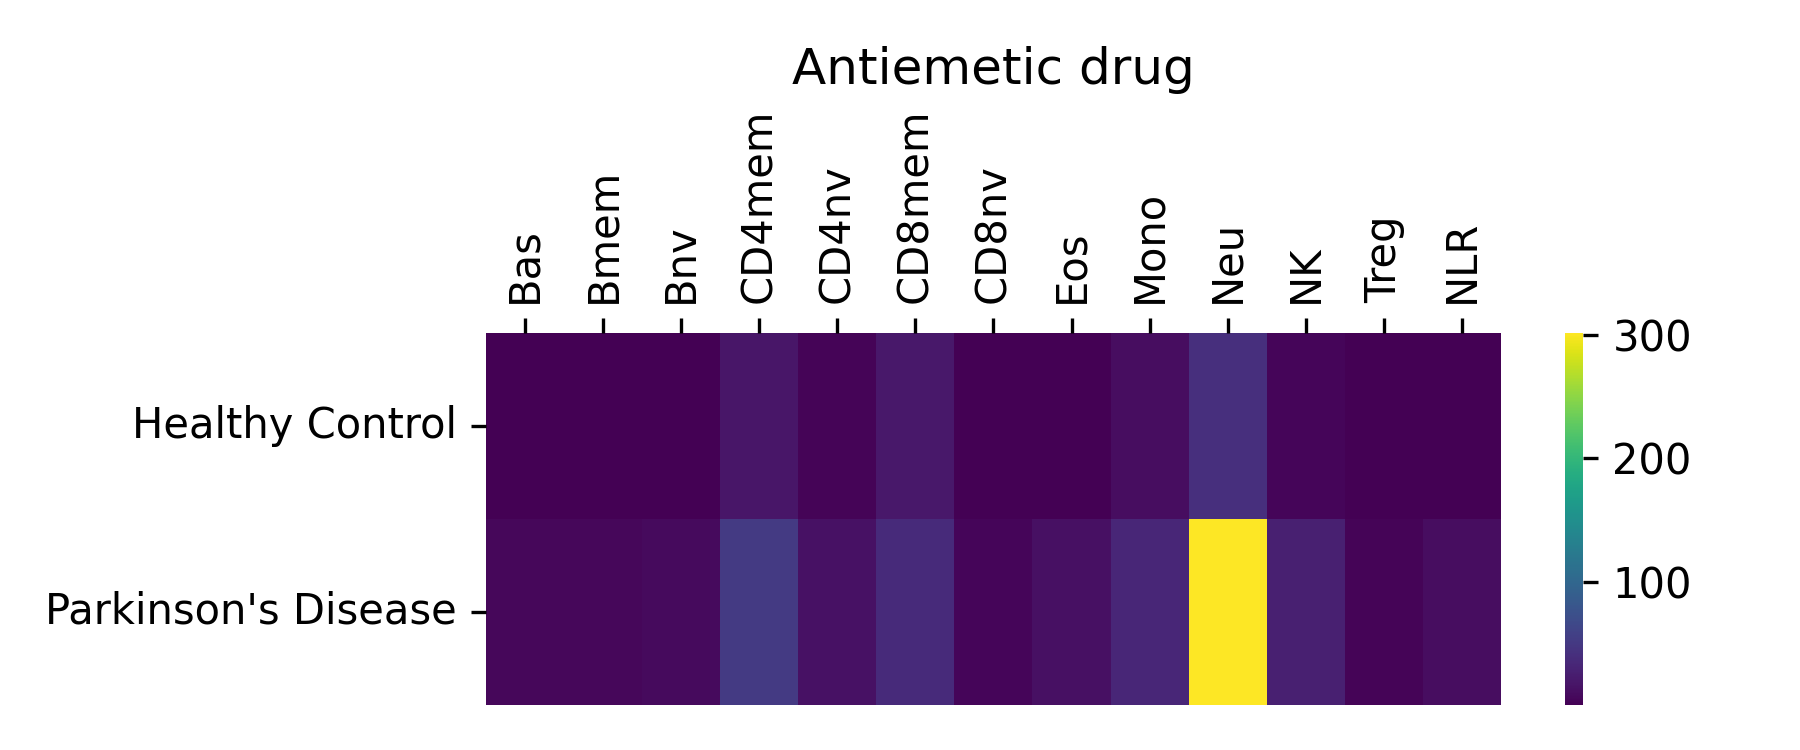 Antiemetic drug
Bas
Bmem
Bnv
CD4mem
CD4nv
CD8mem
CD8nv
Eos
Mono
Neu
NK
Treg
NLR
Healthy Control
Parkinson's Disease
300
200
100